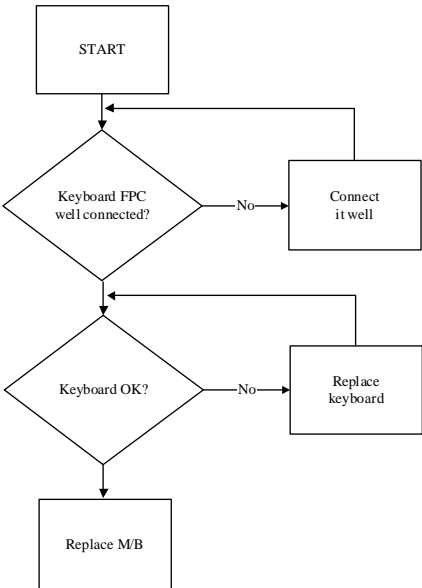 START
Keyboard FPC
well connected?
No
Connect
it well
Keyboard OK?
No
Replace
keyboard
Replace M/B